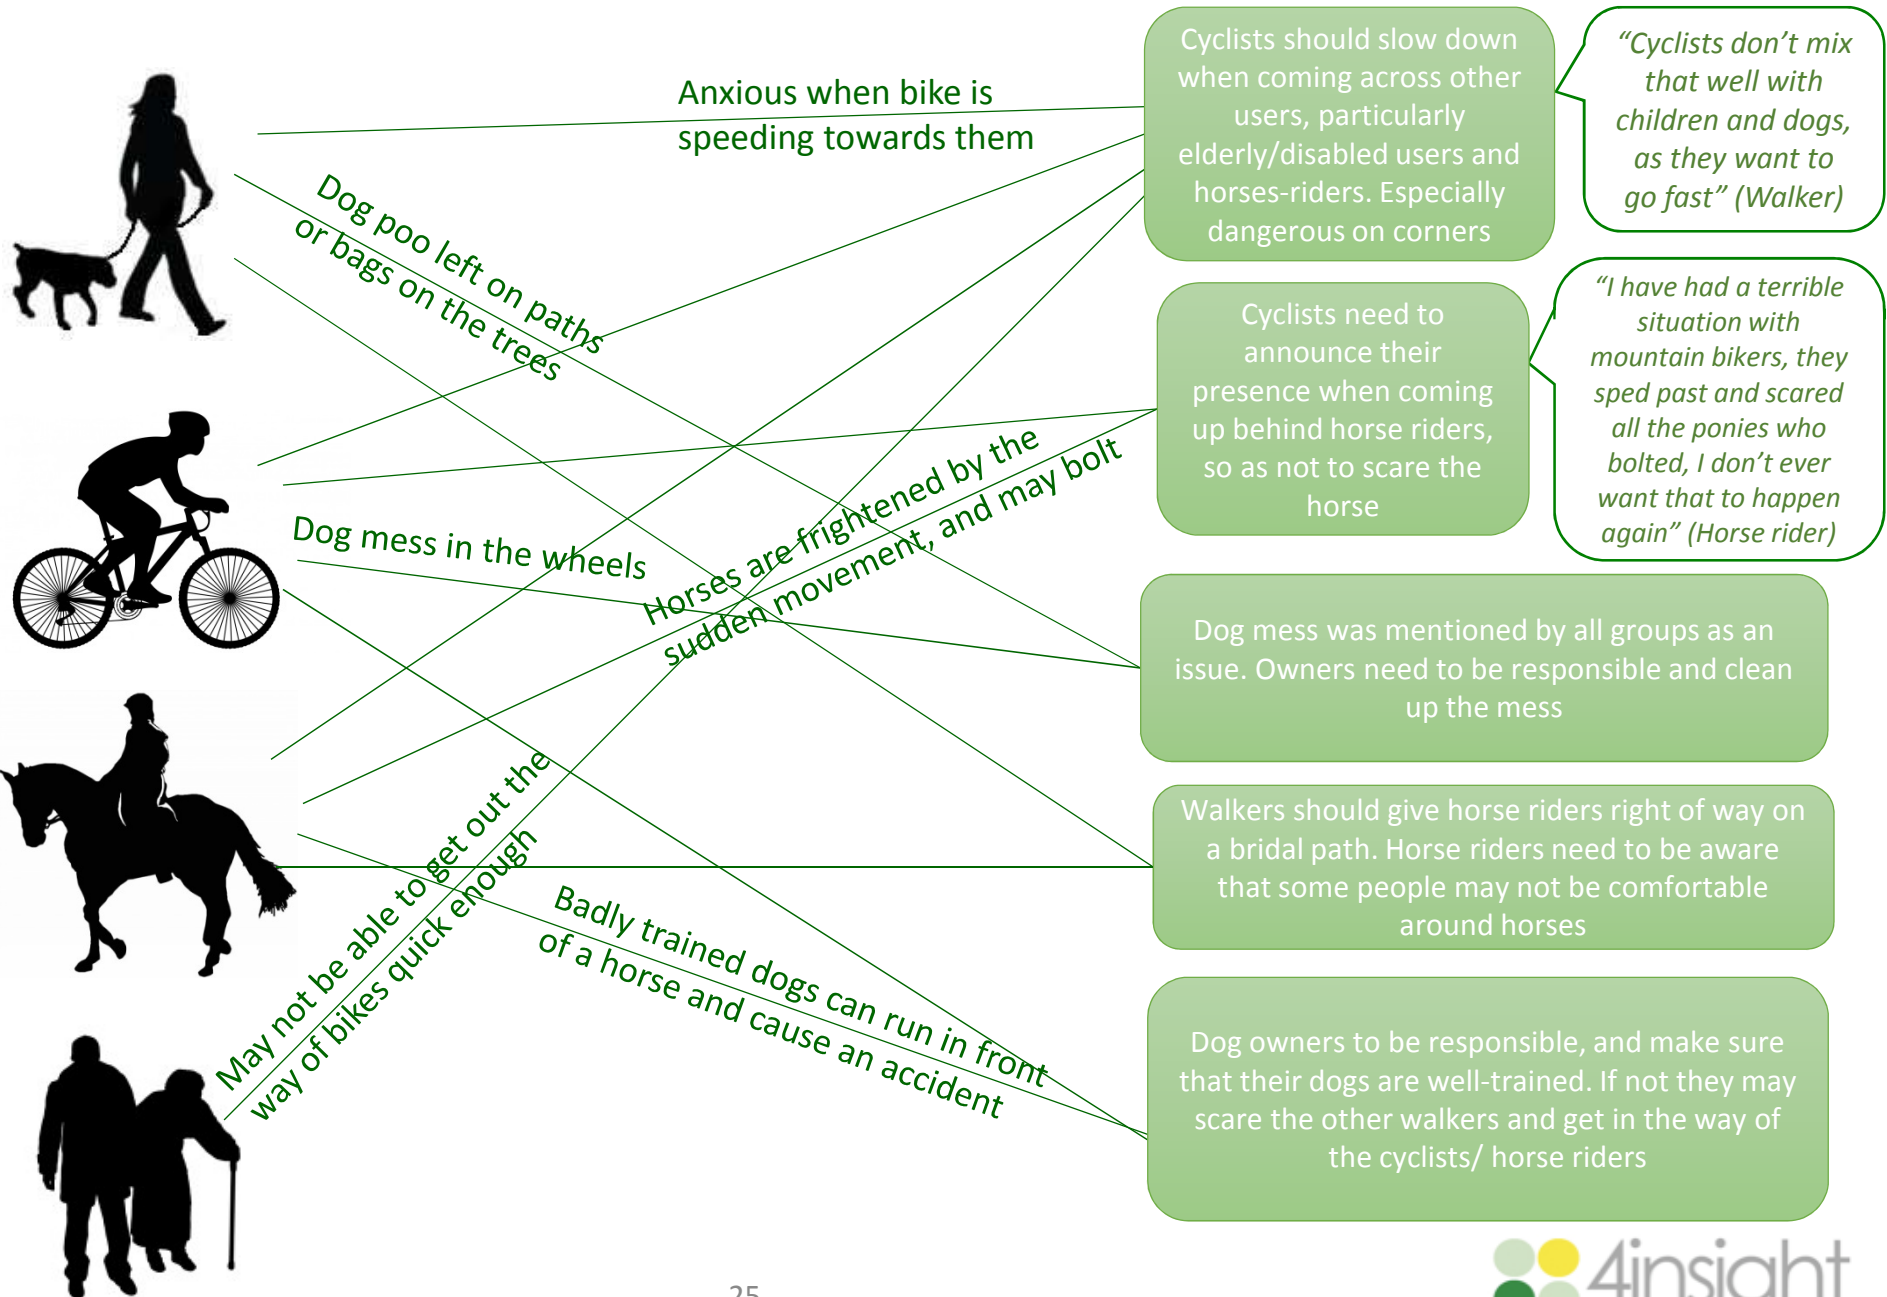 Anxious when bike is
speeding towards them
Dog poo left on paths
or bags on the trees
Dog mess in the wheels
Horses are frightened by the
sudden movement, and may bolt
May not be able to get out the
way of bikes quick enough
Badly trained dogs can run in front
of a horse and cause an accident
Cyclists should slow down
when coming across other
users, particularly
elderly/disabled users and
horses-riders. Especially
dangerous on corners
“Cyclists don’t mix
that well with
children and dogs,
as they want to
go fast” (Walker)
Cyclists need to
announce their
presence when coming
up behind horse riders,
so as not to scare the
horse
“I have had a terrible
situation with
mountain bikers, they
sped past and scared
all the ponies who
bolted, I don’t ever
want that to happen
again” (Horse rider)
Dog mess was mentioned by all groups as an
issue. Owners need to be responsible and clean
up the mess
Walkers should give horse riders right of way on
a bridal path. Horse riders need to be aware
that some people may not be comfortable
around horses
Dog owners to be responsible, and make sure
that their dogs are well-trained. If not they may
scare the other walkers and get in the way of
the cyclists/ horse riders
25
4insight